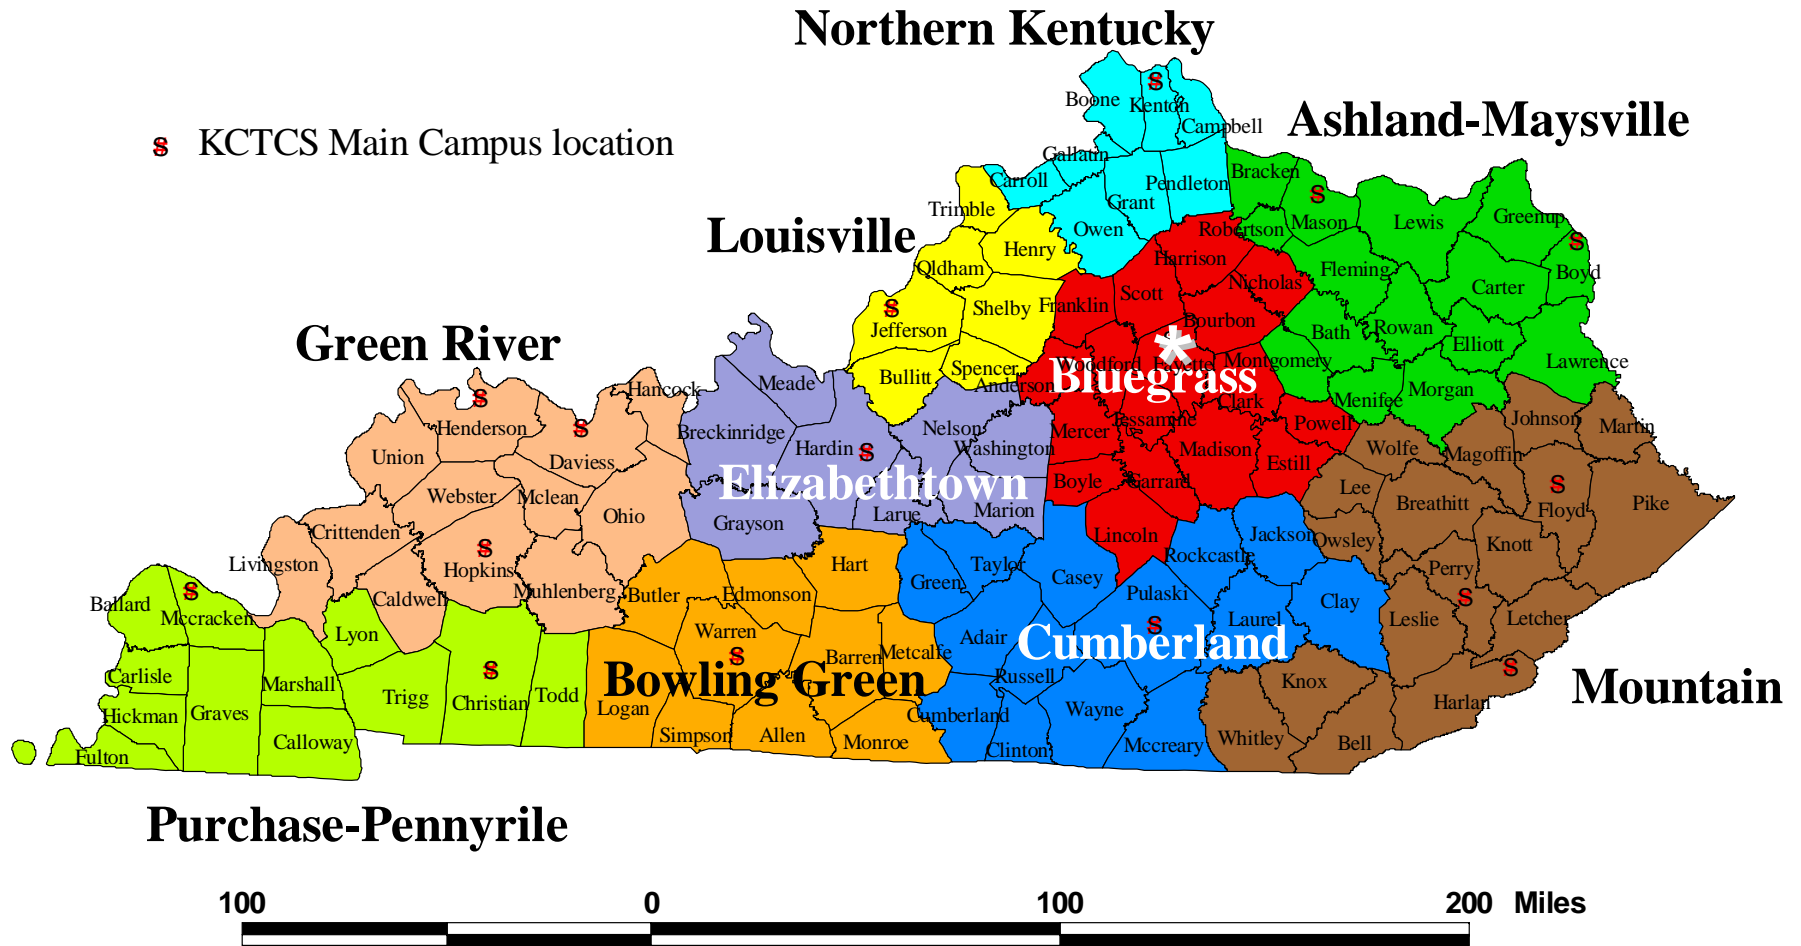 Northern Kentucky
Ashland-Maysville
s KCTCS Main Campus location
Louisville
Green River
Bluegrass
Elizabethtown
Cumberland
Bowling Green
Mountain
Purchase-Pennyrile
Boone
s
Kenton
Campbell
Gallatin
Carroll
Grant
Pendleton
Owen
Bracken
s
Mason
Robertson
Lewis
Greenup
s
Boyd
Fleming
Carter
Bath
Rowan
Elliott
Lawrence
Montgomery
Menifee
Morgan
Trimble
Henry
Oldham
Shelby
s
Jefferson
Spencer
Bullitt
Harrison
Nicholas
Franklin
Scott
Bourbon
*
Woodford
Fayette
Anderson
Clark
Jessamine
Mercer
Powell
Madison
Estill
Boyle
Garrard
Lincoln
Meade
Breckinridge
Hardin
s
Nelson
Washington
Grayson
Larue
Marion
Hancock
s
Henderson
s
Daviess
Union
Webster
Mclean
Ohio
Crittenden
Livingston
s
Hopkins
Muhlenberg
Caldwell
Ballard
s
Mccracken
Lyon
Carlisle
Marshall
Hickman
Graves
Calloway
Fulton
Trigg
s
Christian
Todd
Butler
Edmonson
Hart
Warren
s
Barren
Metcalfe
Logan
Simpson
Allen
Monroe
Green
Taylor
Casey
Rockcastle
Jackson
Pulaski
s
Laurel
Clay
Adair
Russell
Cumberland
Clinton
Wayne
Mccreary
Johnson
Martin
Wolfe
Magoffin
Lee
Breathitt
s
Floyd
Pike
Owsley
Knott
Perry
s
Leslie
Letcher
s
Harlan
Knox
Whitley
Bell
100 0 100 200 Miles